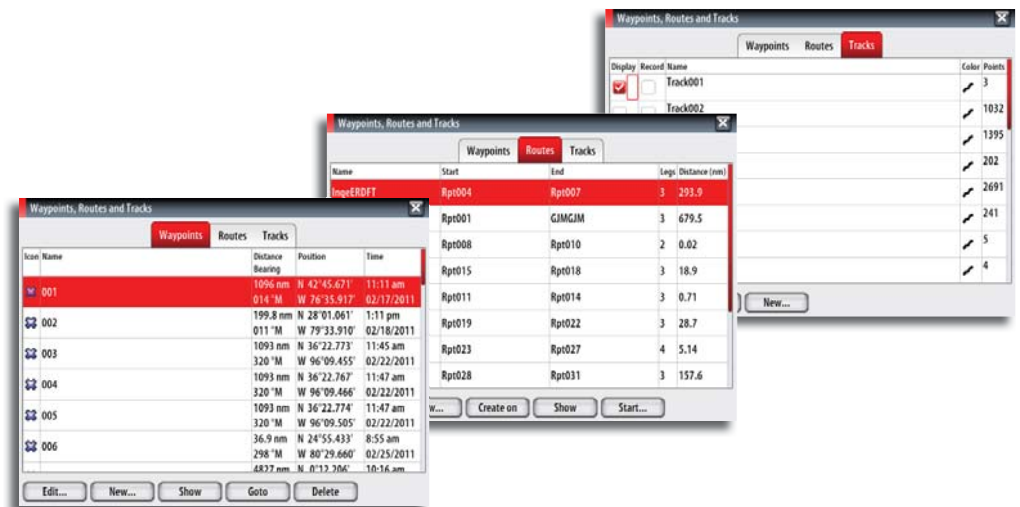 Waypoints, Routes and Tracks
Waypoints Routes Tracks
Icon Name Distance Position Time
Bearing
001 1096 nm N 42°45.671' 11:11 am
014 °M W 76°35.917' 02/17/2011
002 199.8 nm N 28°01.061' 1:11 pm
011 °M W 79°33.910' 02/18/2011
003 1093 nm N 36°22.773' 11:45 am
320 °M W 96°09.455' 02/22/2011
004 1093 nm N 36°22.767' 11:47 am
320 °M W 96°09.466' 02/22/2011
005 1093 nm N 36°22.774' 11:47 am
320 °M W 96°09.505' 02/22/2011
006 36.9 nm N 24°55.433' 8:55 am
298 °M W 80°29.660' 02/25/2011
4827 nm N 0°12.206' 10:16 am
Edit... New... Show Goto Delete
Waypoints, Routes and Tracks
Waypoints Routes Tracks
Name Start End Legs Distance (nm)
IngeERDFT Rpt004 Rpt007 3 293.9
Rpt001 GJMGJM 3 679.5
Rpt008 Rpt010 2 0.02
Rpt015 Rpt018 3 18.9
Rpt011 Rpt014 3 0.71
Rpt019 Rpt022 3 28.7
Rpt023 Rpt027 4 5.14
Rpt028 Rpt031 3 157.6
w... Create on Show Start...
Waypoints, Routes and Tracks
Waypoints Routes Tracks
Display Record Name Color Points
Track001 3
Track002 1032
1395
202
2691
241
5
4
New...